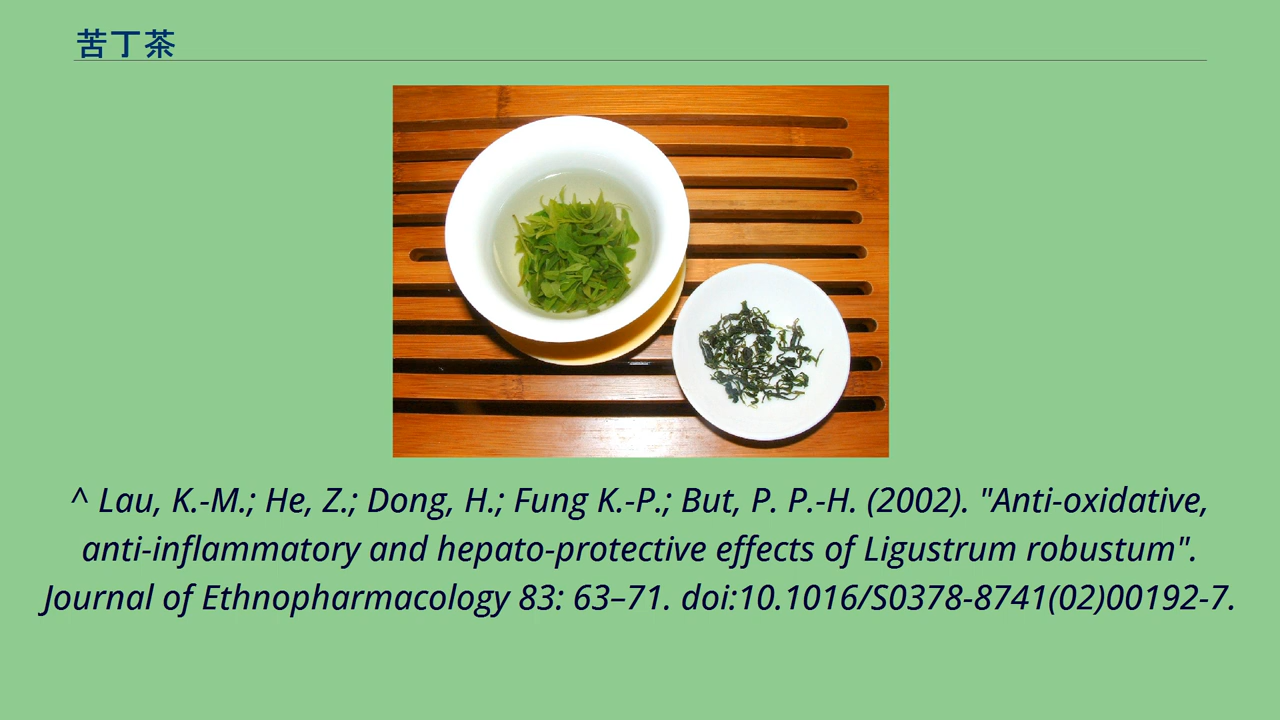 苦丁茶
^ Lau, K.-M.; He, Z.; Dong, H.; Fung K.-P.; But, P. P.-H. (2002). "Anti-oxidative,
anti-inflammatory and hepato-protective effects of Ligustrum robustum".
Journal of Ethnopharmacology 83: 63–71. doi:10.1016/S0378-8741(02)00192-7.